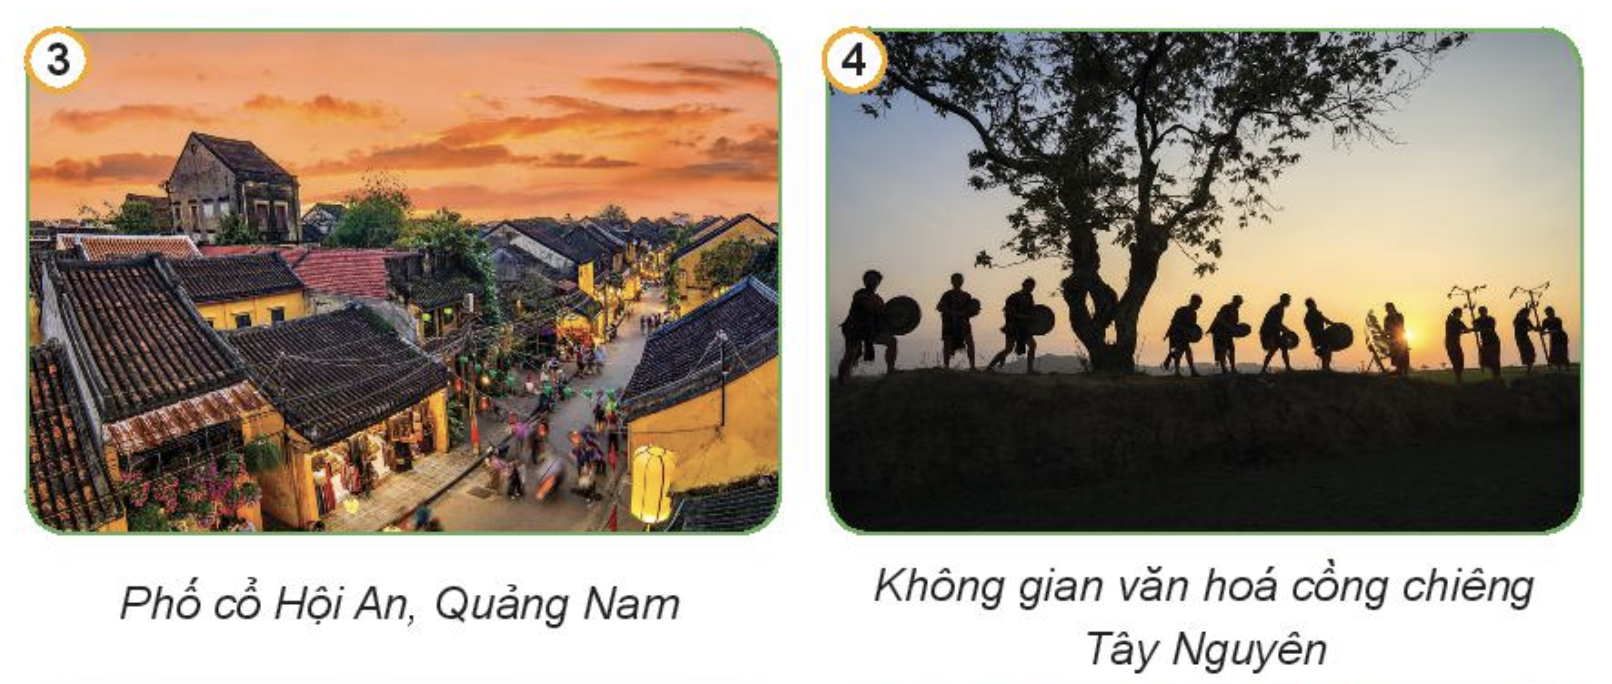 3
4
Phố cổ Hội An, Quảng Nam
Không gian văn hoá cồng chiêng
Tây Nguyên